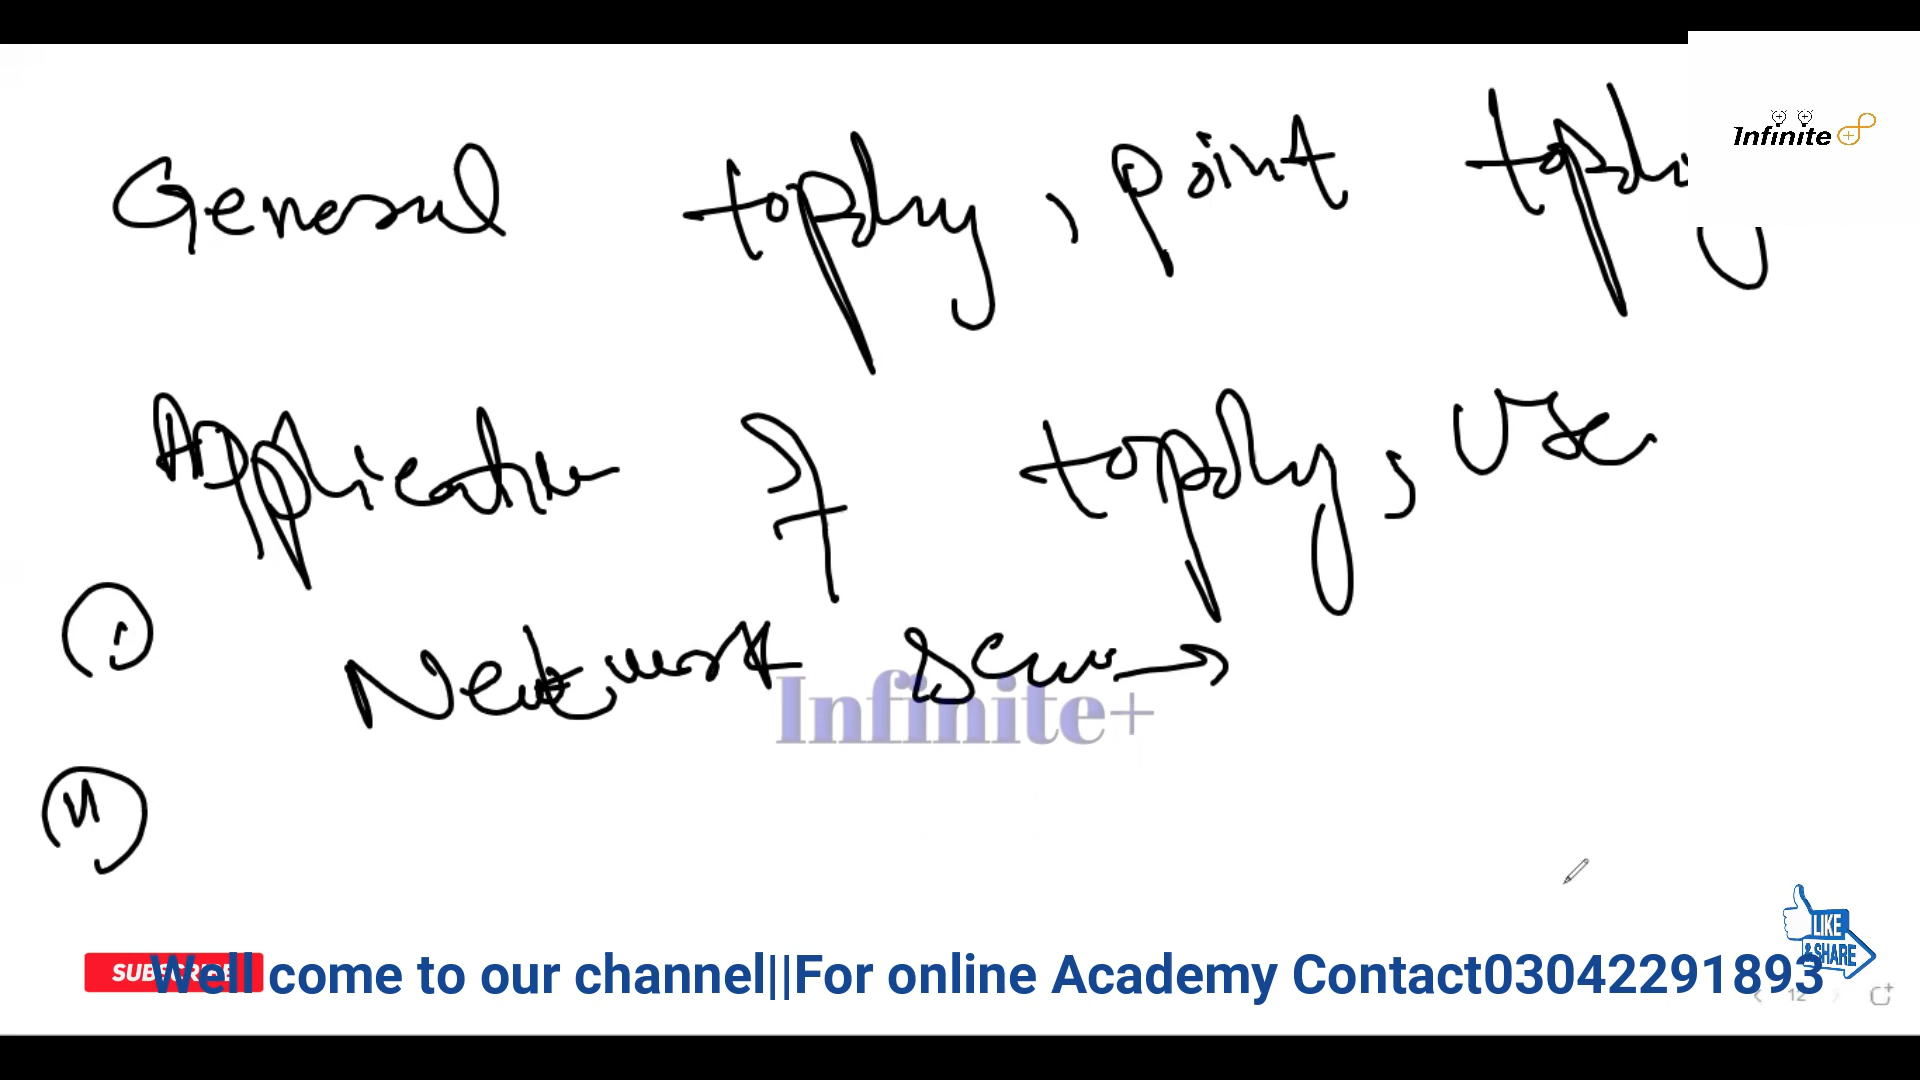 Infinite
General topology, point topology
Application of topology, Use
i
Network
Infinite+
ii
LIKE
& SHARE
SUBSCRIBE
Well come to our channel||For online Academy Contact03042291893
12